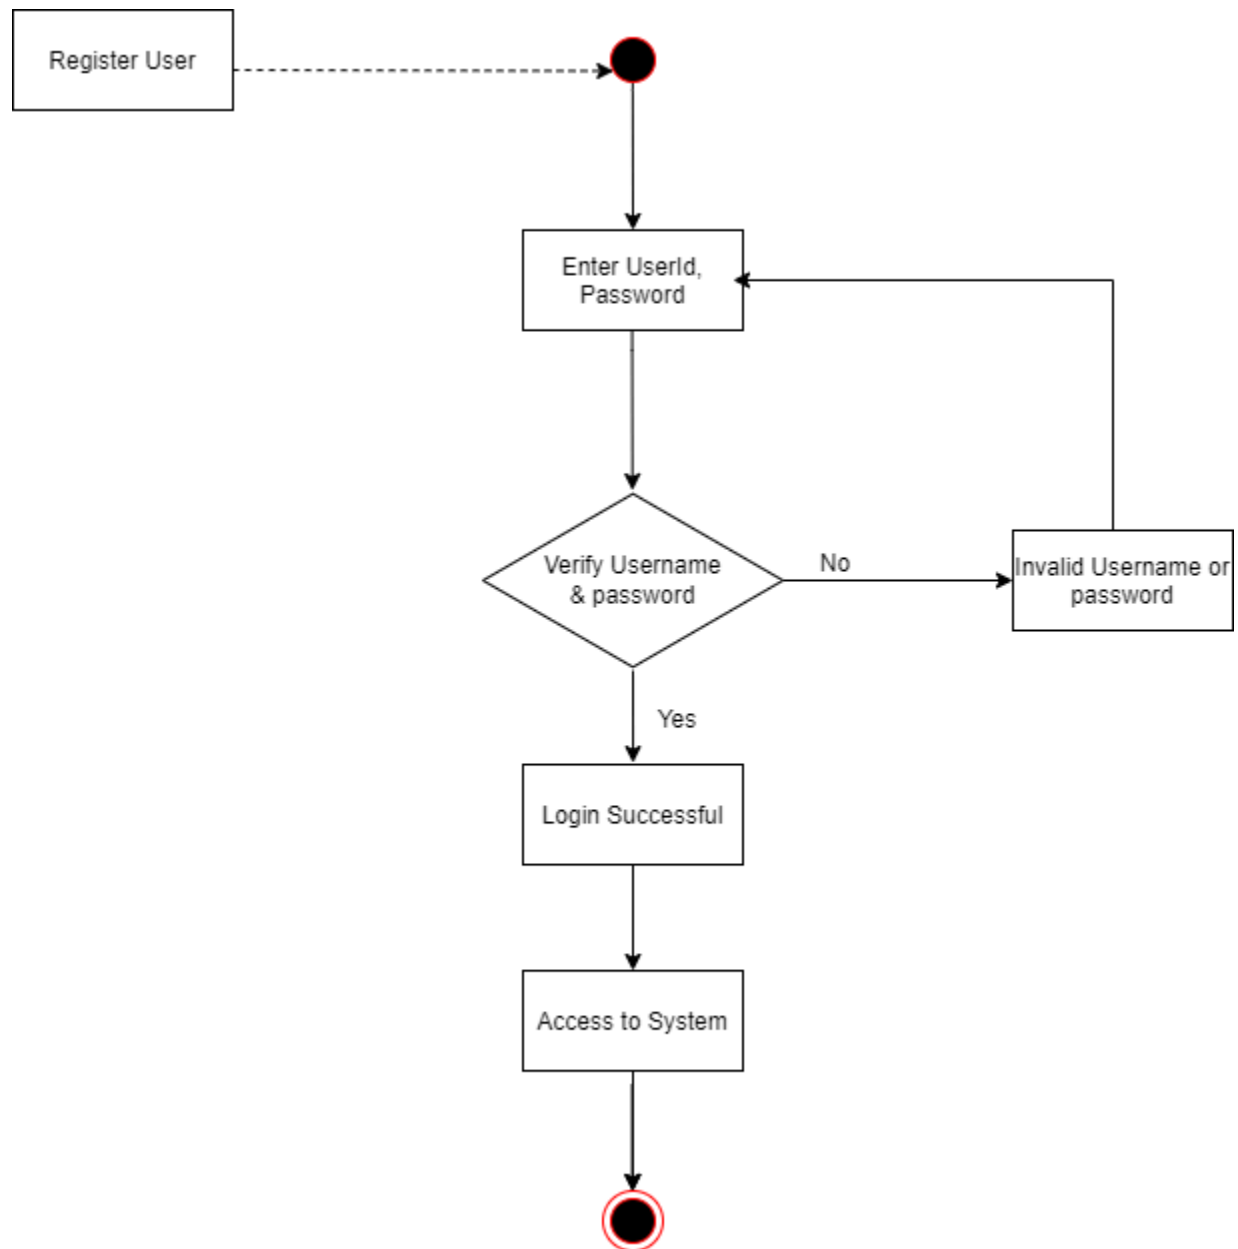 Register User
Enter UserId,
Password
Verify Username
& password
No
Invalid Username or
password
Yes
Login Successful
Access to System